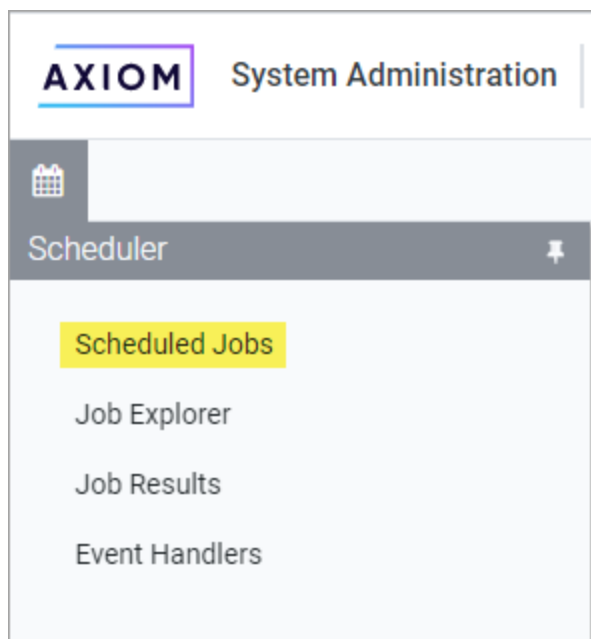 AXIOM System Administration
Scheduler
Scheduled Jobs
Job Explorer
Job Results
Event Handlers